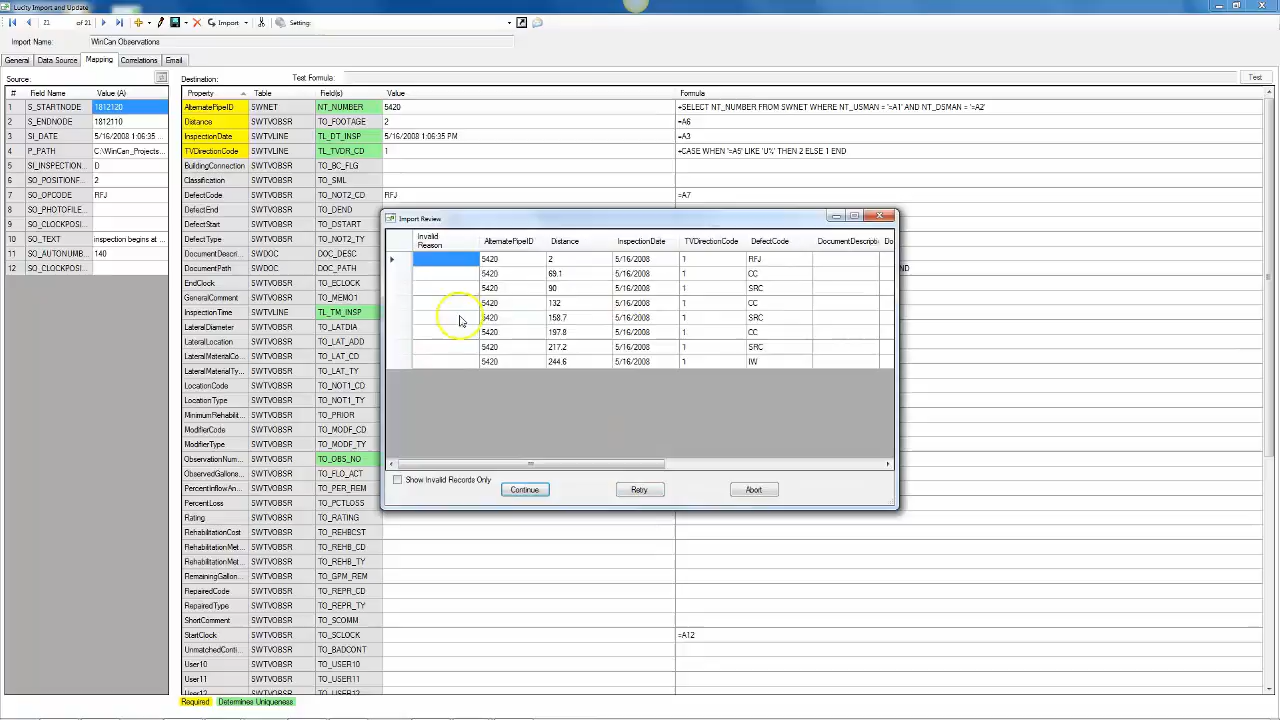 Lucity Import and Update
21 of 21 Import Setting:
Import Name: WinCan Observations
General Data Source Mapping Correlations Email
Source: Destination: Test Formula: Test
# Field Name Value (A) Property Table Field(s) Value Formula
1 S_STARTNODE 1812120 AlternatePipeID SWNET NT_NUMBER 5420 =SELECT NT_NUMBER FROM SWNET WHERE NT_USMAN = '=A1' AND NT_DSMAN = '=A2'
2 S_ENDNODE 1812110 Distance SWTVOBSR TO_FOOTAGE 2 =A6
3 SI_DATE 5/16/2008 1:06:35 ... InspectionDate SWTVLINE TL_DT_INSP 5/16/2008 1:06:35 PM =A3
4 P_PATH C:\WinCan_Projects... TVDirectionCode SWTVLINE TL_TVDR_CD 1 =CASE WHEN '=A5' LIKE 'U%' THEN 2 ELSE 1 END
5 SI_INSPECTION... D BuildingConnection SWTVOBSR TO_BC_FLG
6 SO_POSITIONF... 2 Classification SWTVOBSR TO_SML
7 SO_OPCODE RFJ DefectCode SWTVOBSR TO_NOT2_CD RFJ =A7
8 SO_PHOTOFILE... DefectEnd SWTVOBSR TO_DEND
9 SO_CLOCKPOSI... DefectStart SWTVOBSR TO_DSTART
10 SO_TEXT inspection begins at ... DefectType SWTVOBSR TO_NOT2_TY
11 SO_AUTONUMB... 140 DocumentDescri... SWDOC DOC_DESC
12 SO_CLOCKPOSI... DocumentPath SWDOC DOC_PATH ND
EndClock SWTVOBSR TO_ECLOCK
GeneralComment SWTVOBSR TO_MEMO1
InspectionTime SWTVLINE TL_TM_INSP
LateralDiameter SWTVOBSR TO_LATDIA
LateralLocation SWTVOBSR TO_LAT_ADD
LateralMaterialCo... SWTVOBSR TO_LAT_CD
LateralMaterialTy... SWTVOBSR TO_LAT_TY
LocationCode SWTVOBSR TO_NOT1_CD
LocationType SWTVOBSR TO_NOT1_TY
MinimumRehabilit... SWTVOBSR TO_PRIOR
ModifierCode SWTVOBSR TO_MODF_CD
ModifierType SWTVOBSR TO_MODF_TY
ObservationNum... SWTVOBSR TO_OBS_NO
ObservedGallons... SWTVOBSR TO_FLO_ACT
PercentInflowAn... SWTVOBSR TO_PER_REM
PercentLoss SWTVOBSR TO_PCTLOSS
Rating SWTVOBSR TO_RATING
RehabilitationCost SWTVOBSR TO_REHBCST
RehabilitationMet... SWTVOBSR TO_REHB_CD
RehabilitationMet... SWTVOBSR TO_REHB_TY
RemainingGallon... SWTVOBSR TO_GPM_REM
RepairedCode SWTVOBSR TO_REPR_CD
RepairedType SWTVOBSR TO_REPR_TY
ShortComment SWTVOBSR TO_SCOMM
StartClock SWTVOBSR TO_SCLOCK =A12
UnmatchedConti... SWTVOBSR TO_BADCONT
User10 SWTVOBSR TO_USER10
User11 SWTVOBSR TO_USER11
User12 SWTVOBSR TO_USER12
Required Determines Uniqueness
Import Review
Invalid Reason AlternatePipeID Distance InspectionDate TVDirectionCode DefectCode DocumentDescripti Do
5420 2 5/16/2008 1 RFJ
5420 69.1 5/16/2008 1 CC
5420 90 5/16/2008 1 SRC
5420 132 5/16/2008 1 CC
5420 158.7 5/16/2008 1 SRC
5420 197.8 5/16/2008 1 CC
5420 217.2 5/16/2008 1 SRC
5420 244.6 5/16/2008 1 IW
Show Invalid Records Only
Continue Retry Abort